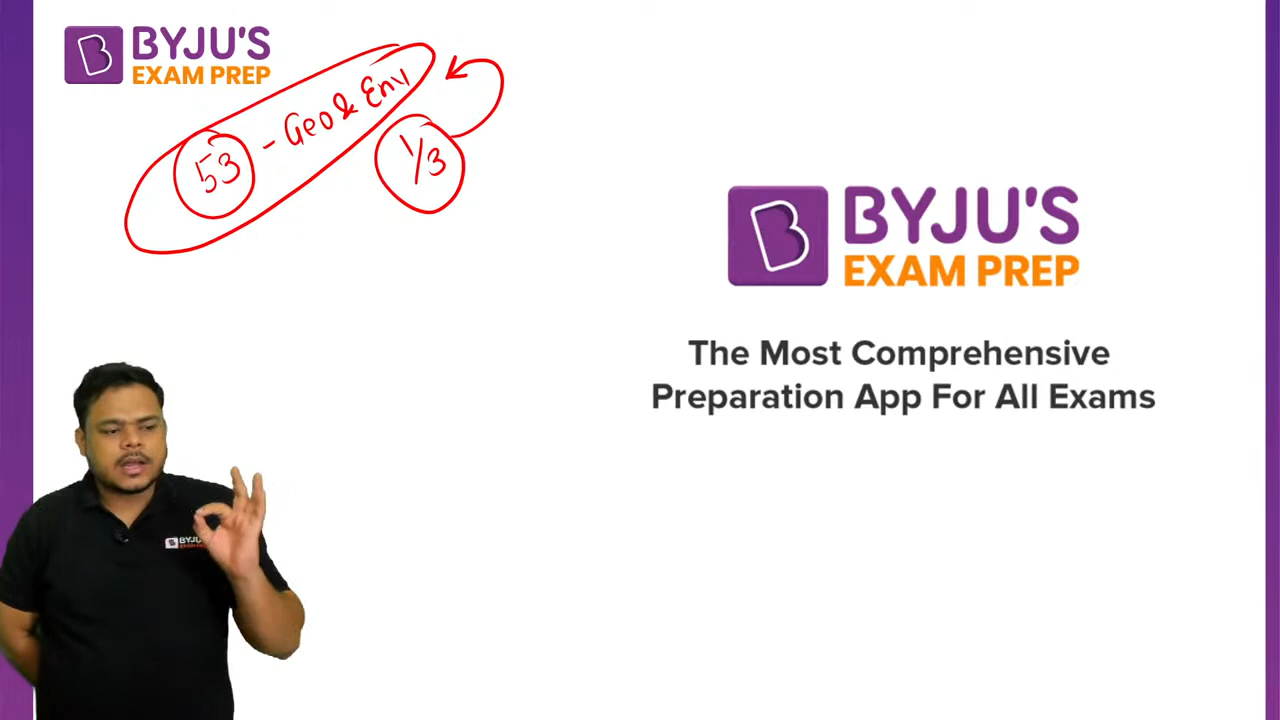 BYJU'S
EXAM PREP
53 - Geo & Env
1/3
BYJU'S
EXAM PREP
The Most Comprehensive
Preparation App For All Exams
BYJU'S